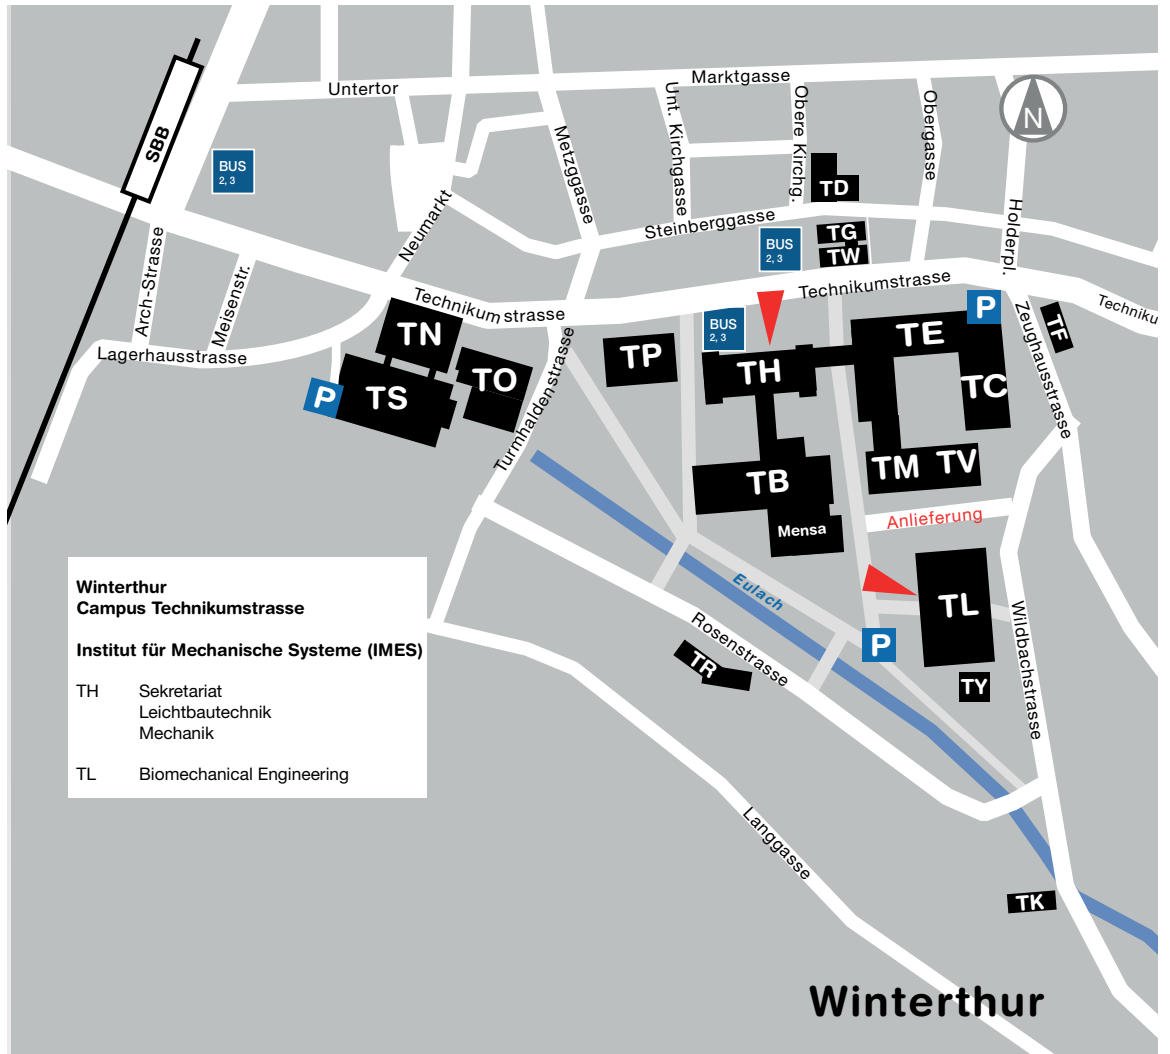 Untertor
Marktgasse
SBB
BUS
2, 3
Metzggasse
Unt. Kirchgasse
Obere Kirchg.
Obergasse
N
TD
Neumarkt
Steinberggasse
Holderpl.
Arch-Strasse
Meisenstr.
BUS
2, 3
TG
TW
Technikumstrasse
Technikumstrasse
Techniku
Lagerhausstrasse
TN
BUS
2, 3
P
TF
Zeughausstrasse
TS
P
TO
Turmhaldenstrasse
TP
TH
TE
TC
TB
Mensa
TM
TV
Anlieferung
Eulach
TL
P
TY
Rosenstrasse
TR
Wildbachstrasse
Winterthur
Campus Technikumstrasse
Institut für Mechanische Systeme (IMES)
TH Sekretariat
Leichtbautechnik
Mechanik
TL Biomechanical Engineering
Langgasse
TK
Winterthur